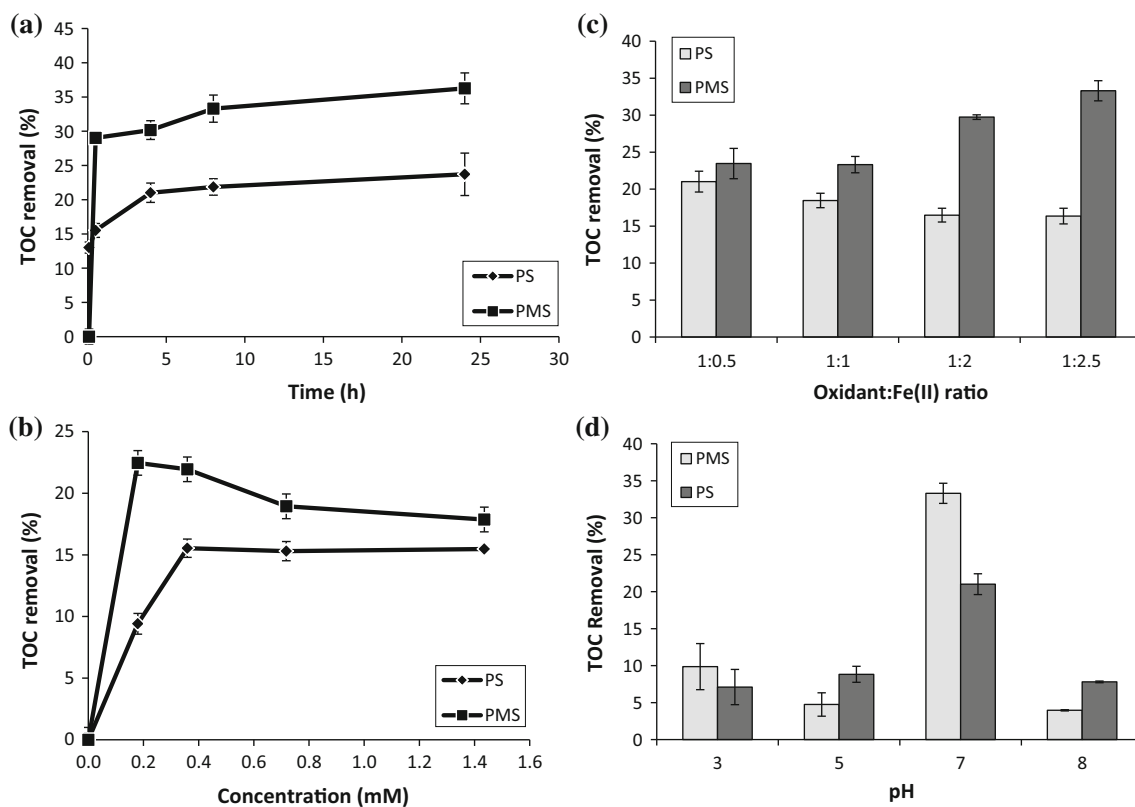 (a)
TOC removal (%)
45
40
35
30
25
20
15
10
5
0
0
5
10
15
20
25
30
Time (h)
PS
PMS
(b)
TOC removal (%)
25
20
15
10
5
0
0.0
0.2
0.4
0.6
0.8
1.0
1.2
1.4
1.6
Concentration (mM)
PS
PMS
(c)
TOC removal (%)
40
35
30
25
20
15
10
5
0
1:0.5
1:1
1:2
1:2.5
Oxidant:Fe(II) ratio
PS
PMS
(d)
TOC Removal (%)
40
35
30
25
20
15
10
5
0
3
5
7
8
pH
PMS
PS